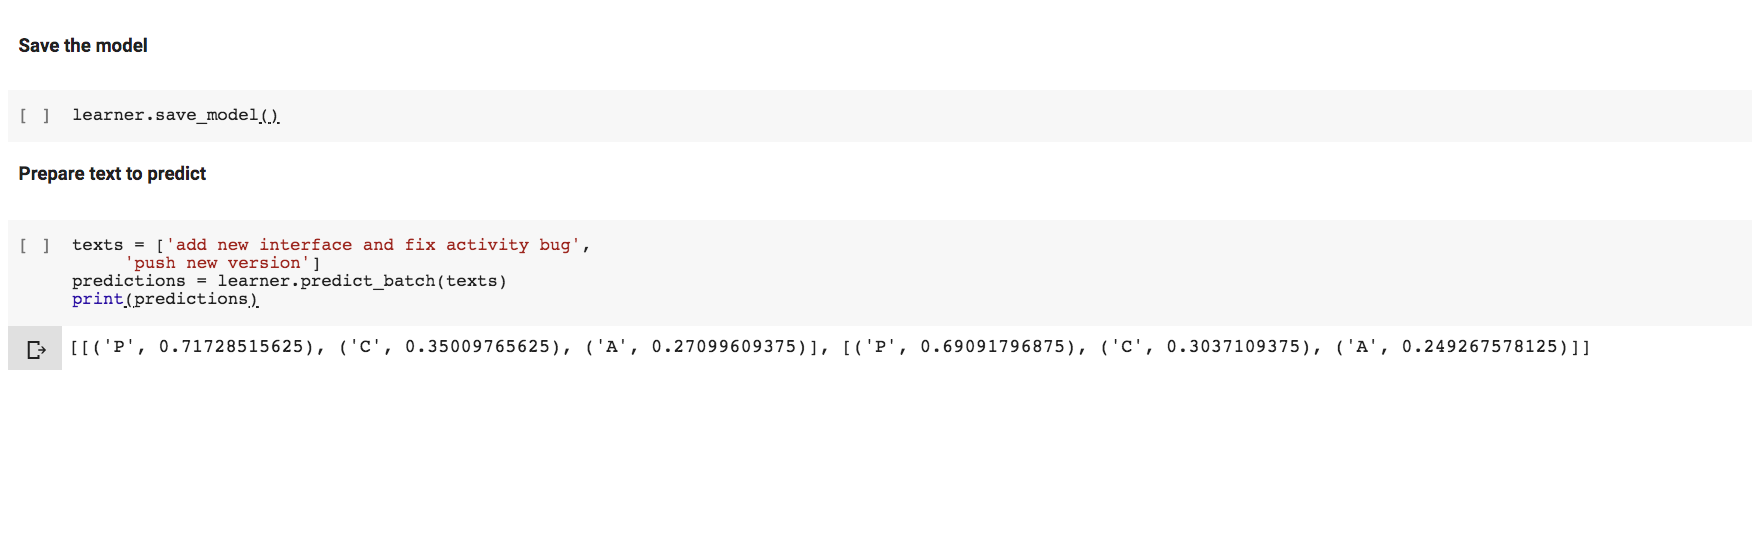 Save the model
[ ] learner.save_model()
Prepare text to predict
[ ] texts = ['add new interface and fix activity bug',
'push new version']
predictions = learner.predict_batch(texts)
print(predictions)
[[('P', 0.71728515625), ('C', 0.35009765625), ('A', 0.27099609375)], [('P', 0.69091796875), ('C', 0.3037109375), ('A', 0.249267578125)]]